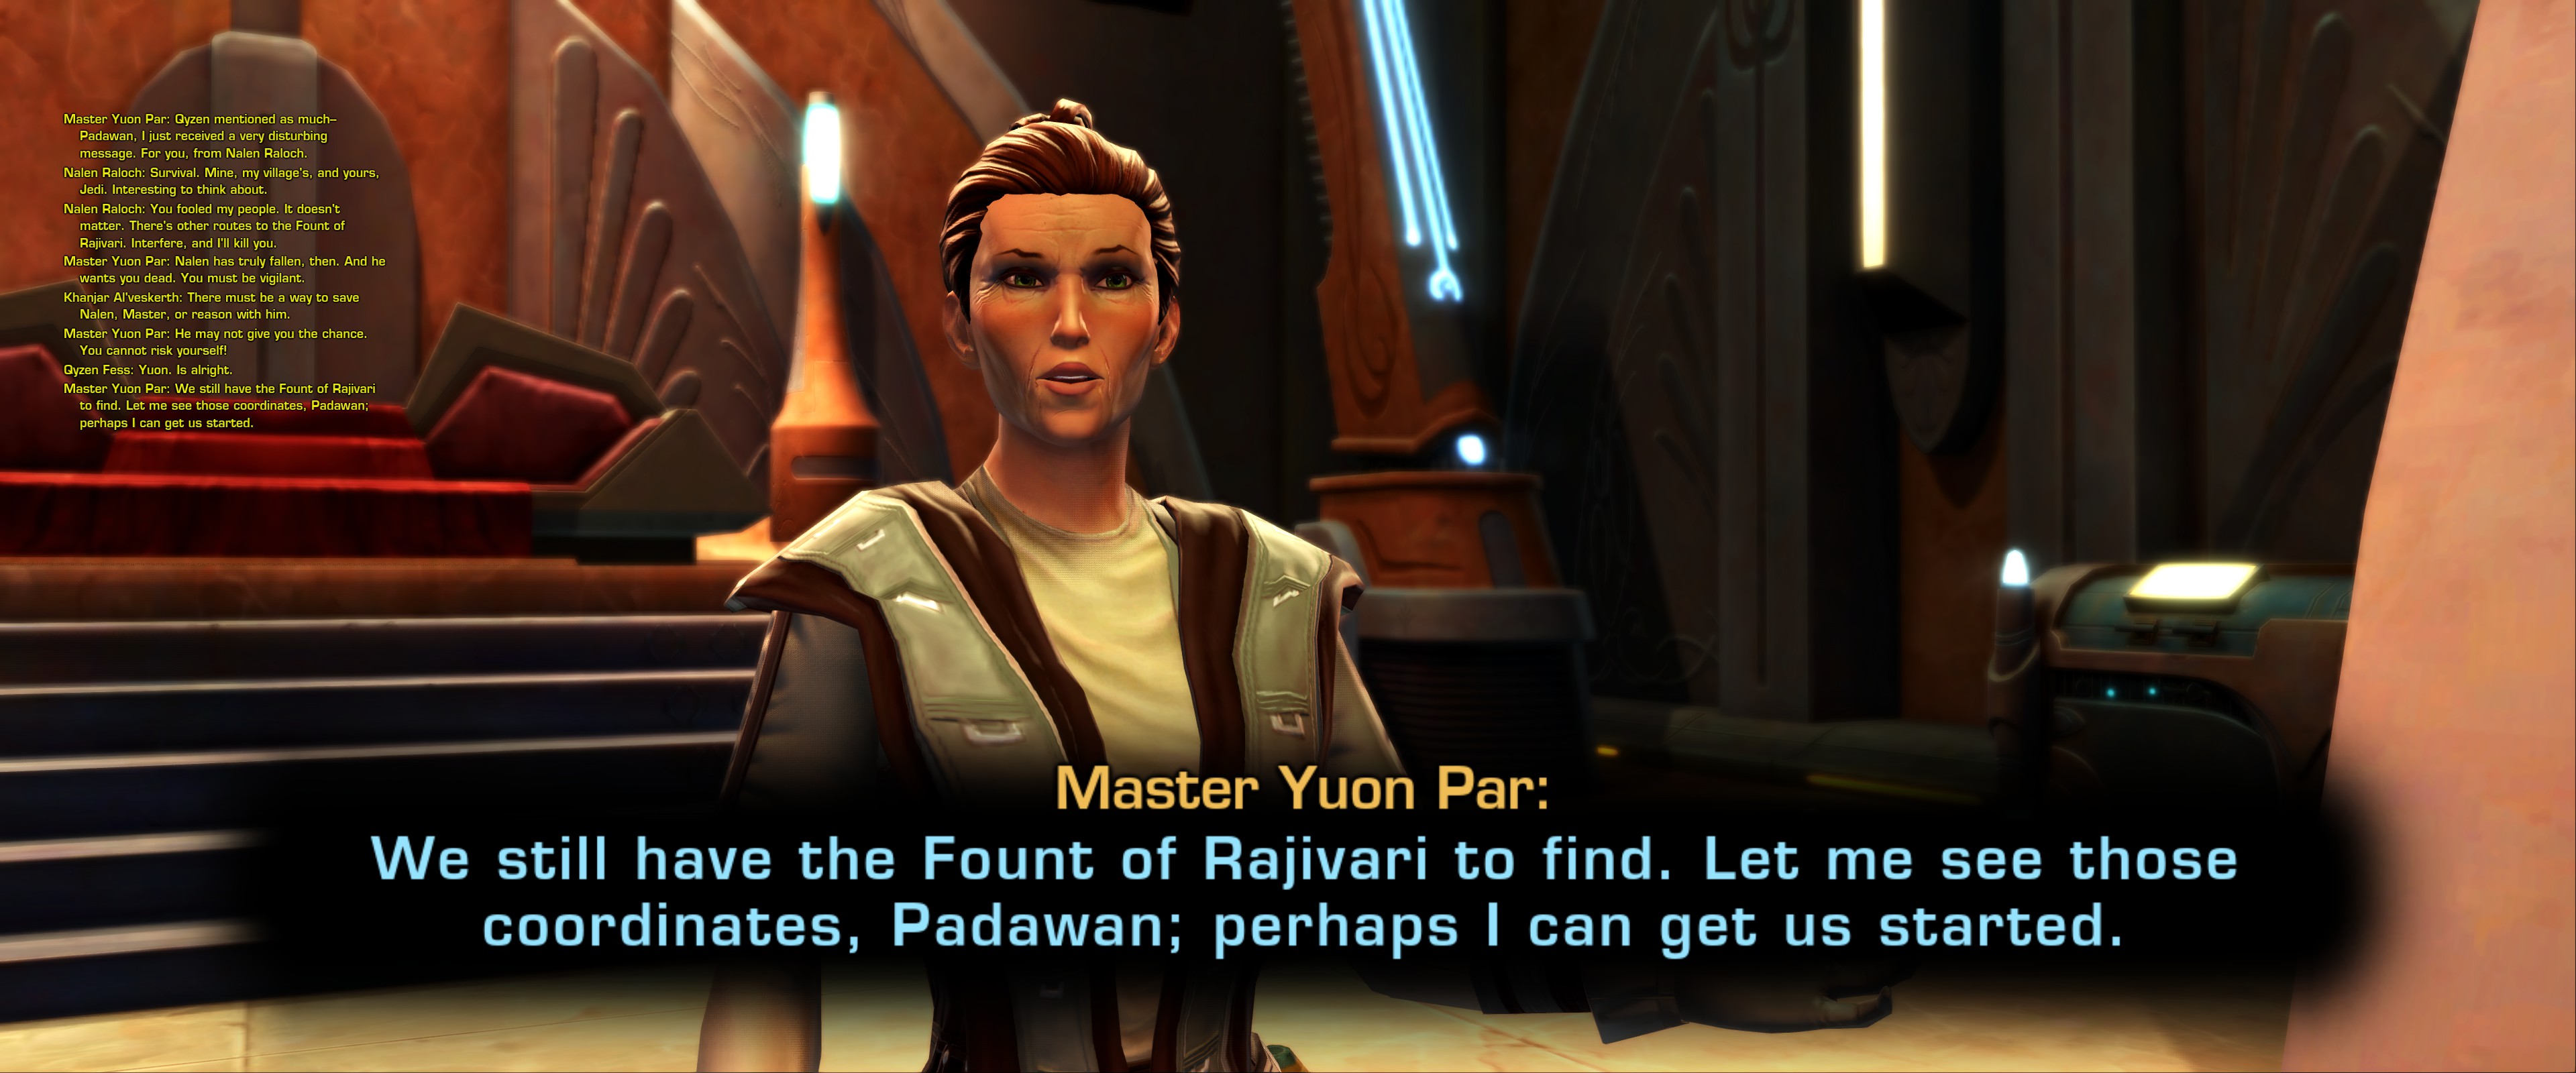 Master Yuon Par: Qyzen mentioned as much–
Padawan, I just received a very disturbing
message. For you, from Nalen Raloch.
Nalen Raloch: Survival. Mine, my village's, and yours,
Jedi. Interesting to think about.
Nalen Raloch: You fooled my people. It doesn't
matter. There's other routes to the Fount of
Rajivari. Interfere, and I'll kill you.
Master Yuon Par: Nalen has truly fallen, then. And he
wants you dead. You must be vigilant.
Khanjar Al'veskerth: There must be a way to save
Nalen, Master, or reason with him.
Master Yuon Par: He may not give you the chance.
You cannot risk yourself!
Qyzen Fess: Yuon. Is alright.
Master Yuon Par: We still have the Fount of Rajivari
to find. Let me see those coordinates, Padawan;
perhaps I can get us started.
Master Yuon Par:
We still have the Fount of Rajivari to find. Let me see those
coordinates, Padawan; perhaps I can get us started.